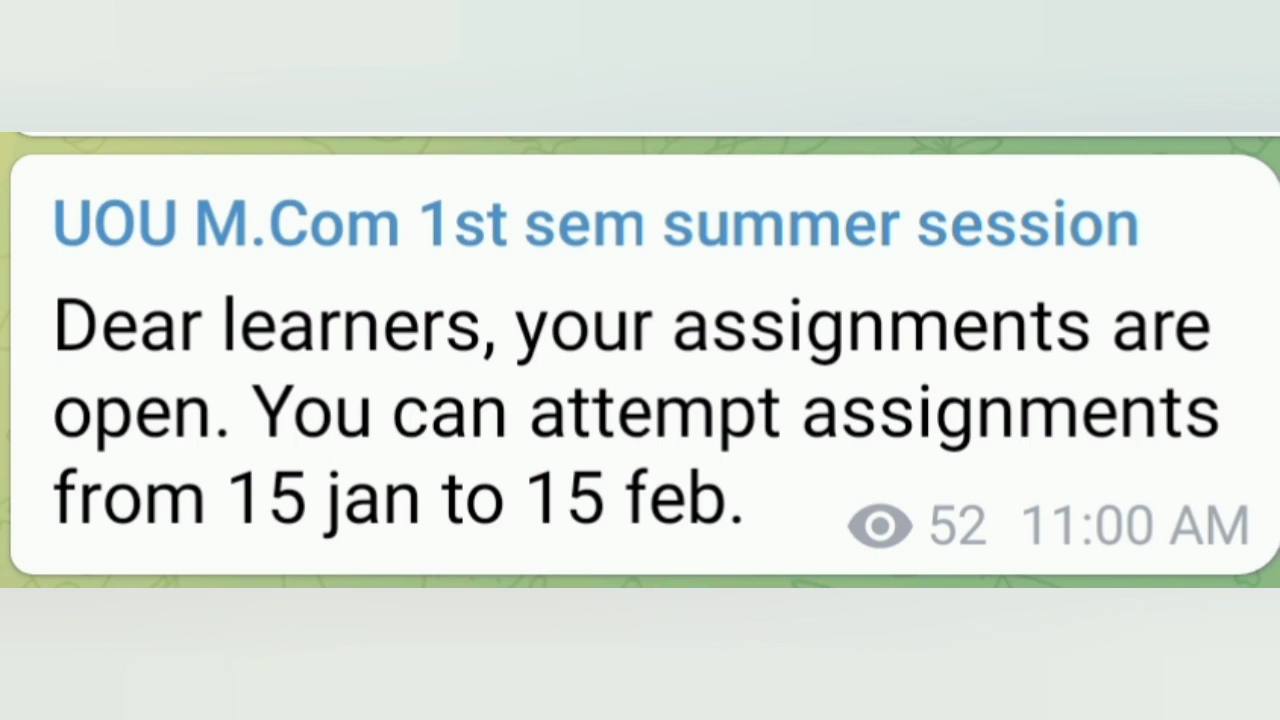 UOU M.Com 1st sem summer session
Dear learners, your assignments are
open. You can attempt assignments
from 15 jan to 15 feb.
52 11:00 AM